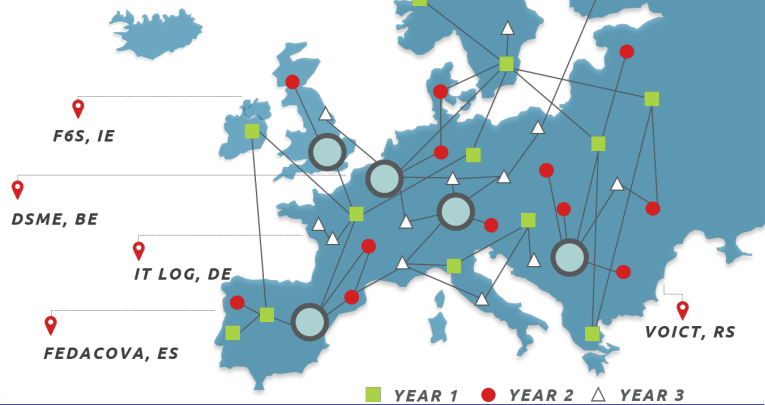 F6S, IE
DSME, BE
IT LOG, DE
FEDACOVA, ES
VOICT, RS
YEAR 1 YEAR 2 YEAR 3